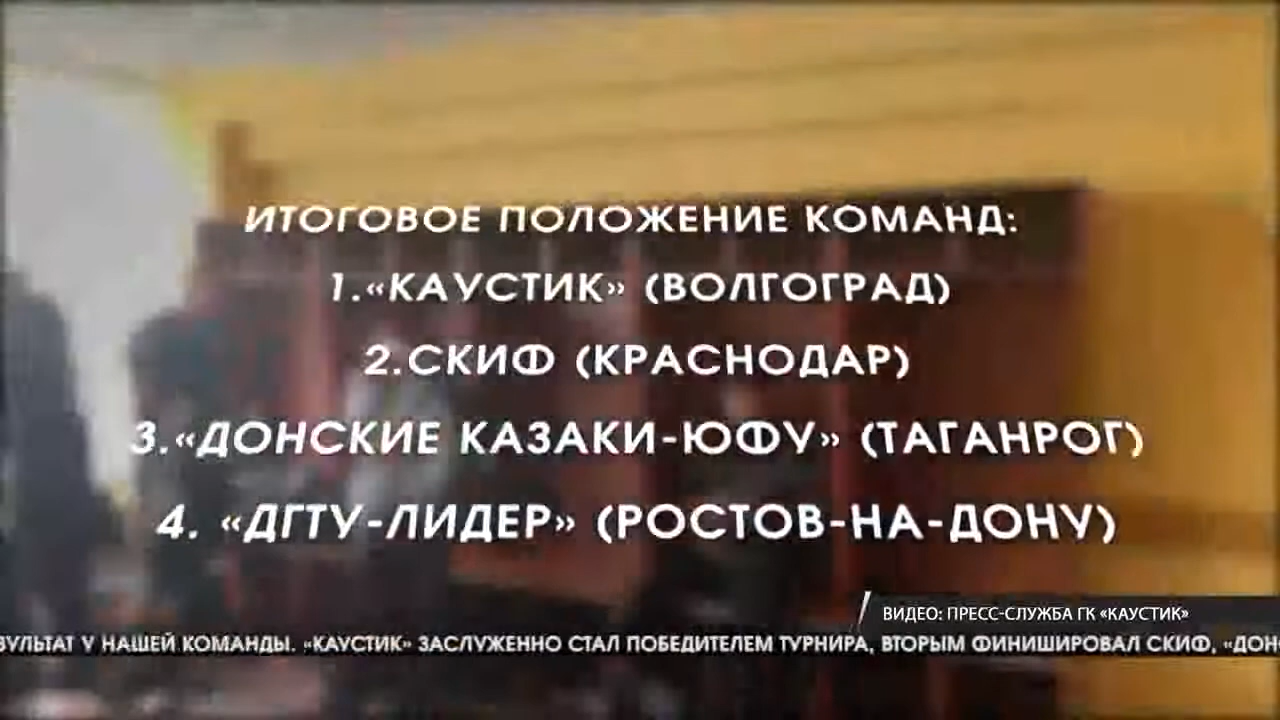 ИТОГОВОЕ ПОЛОЖЕНИЕ КОМАНД:
1.«КАУСТИК» (ВОЛГОГРАД)
2.СКИФ (КРАСНОДАР)
3.«ДОНСКИЕ КАЗАКИ-ЮФУ» (ТАГАНРОГ)
4. «ДГТУ-ЛИДЕР» (РОСТОВ-НА-ДОНУ)
ВИДЕО: ПРЕСС-СЛУЖБА ГК «КАУСТИК»
У НАШЕЙ КОМАНДЫ. «КАУСТИК» ЗАСЛУЖЕННО СТАЛ ПОБЕДИТЕЛЕМ ТУРНИРА, ВТОРЫМ ФИНИШИРОВАЛ СКИФ,